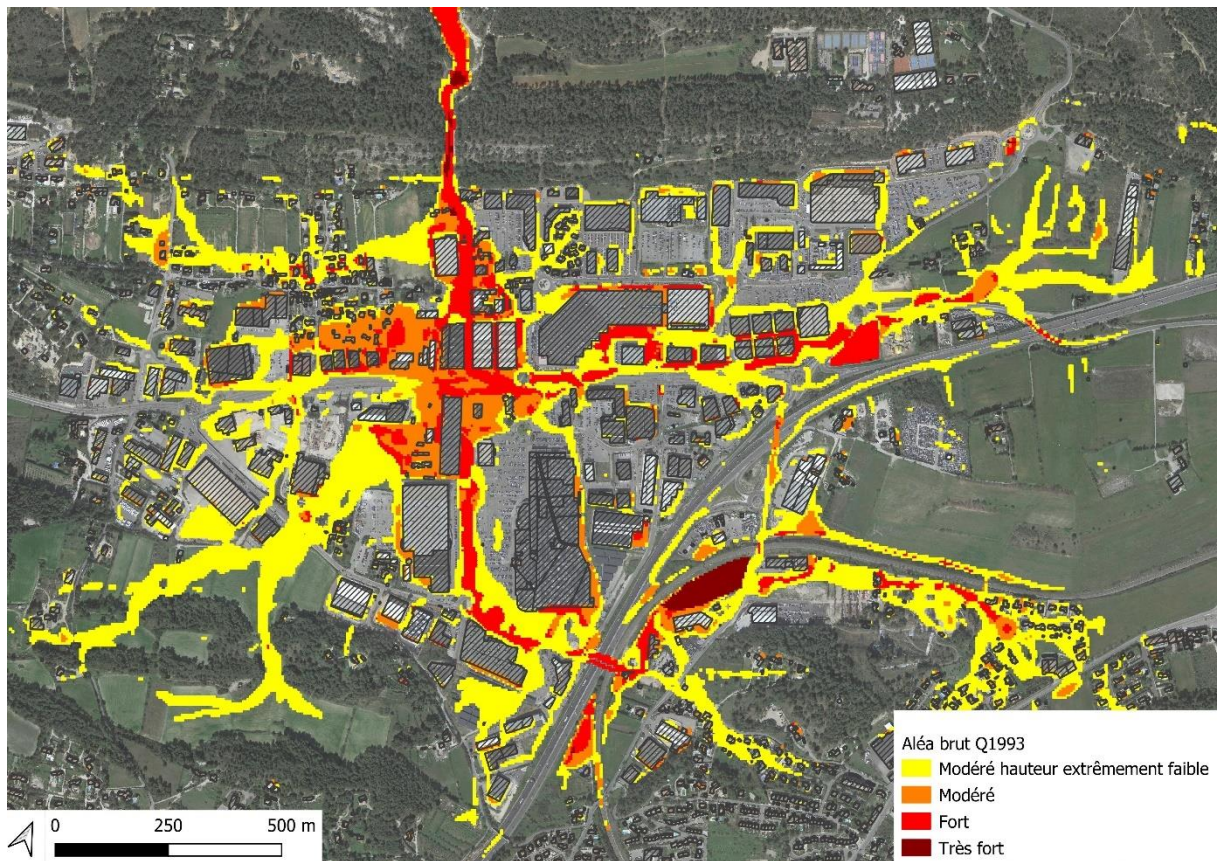 Aléa brut Q1993
Modéré hauteur extrêmement faible
Modéré
Fort
Très fort
0 250 500 m